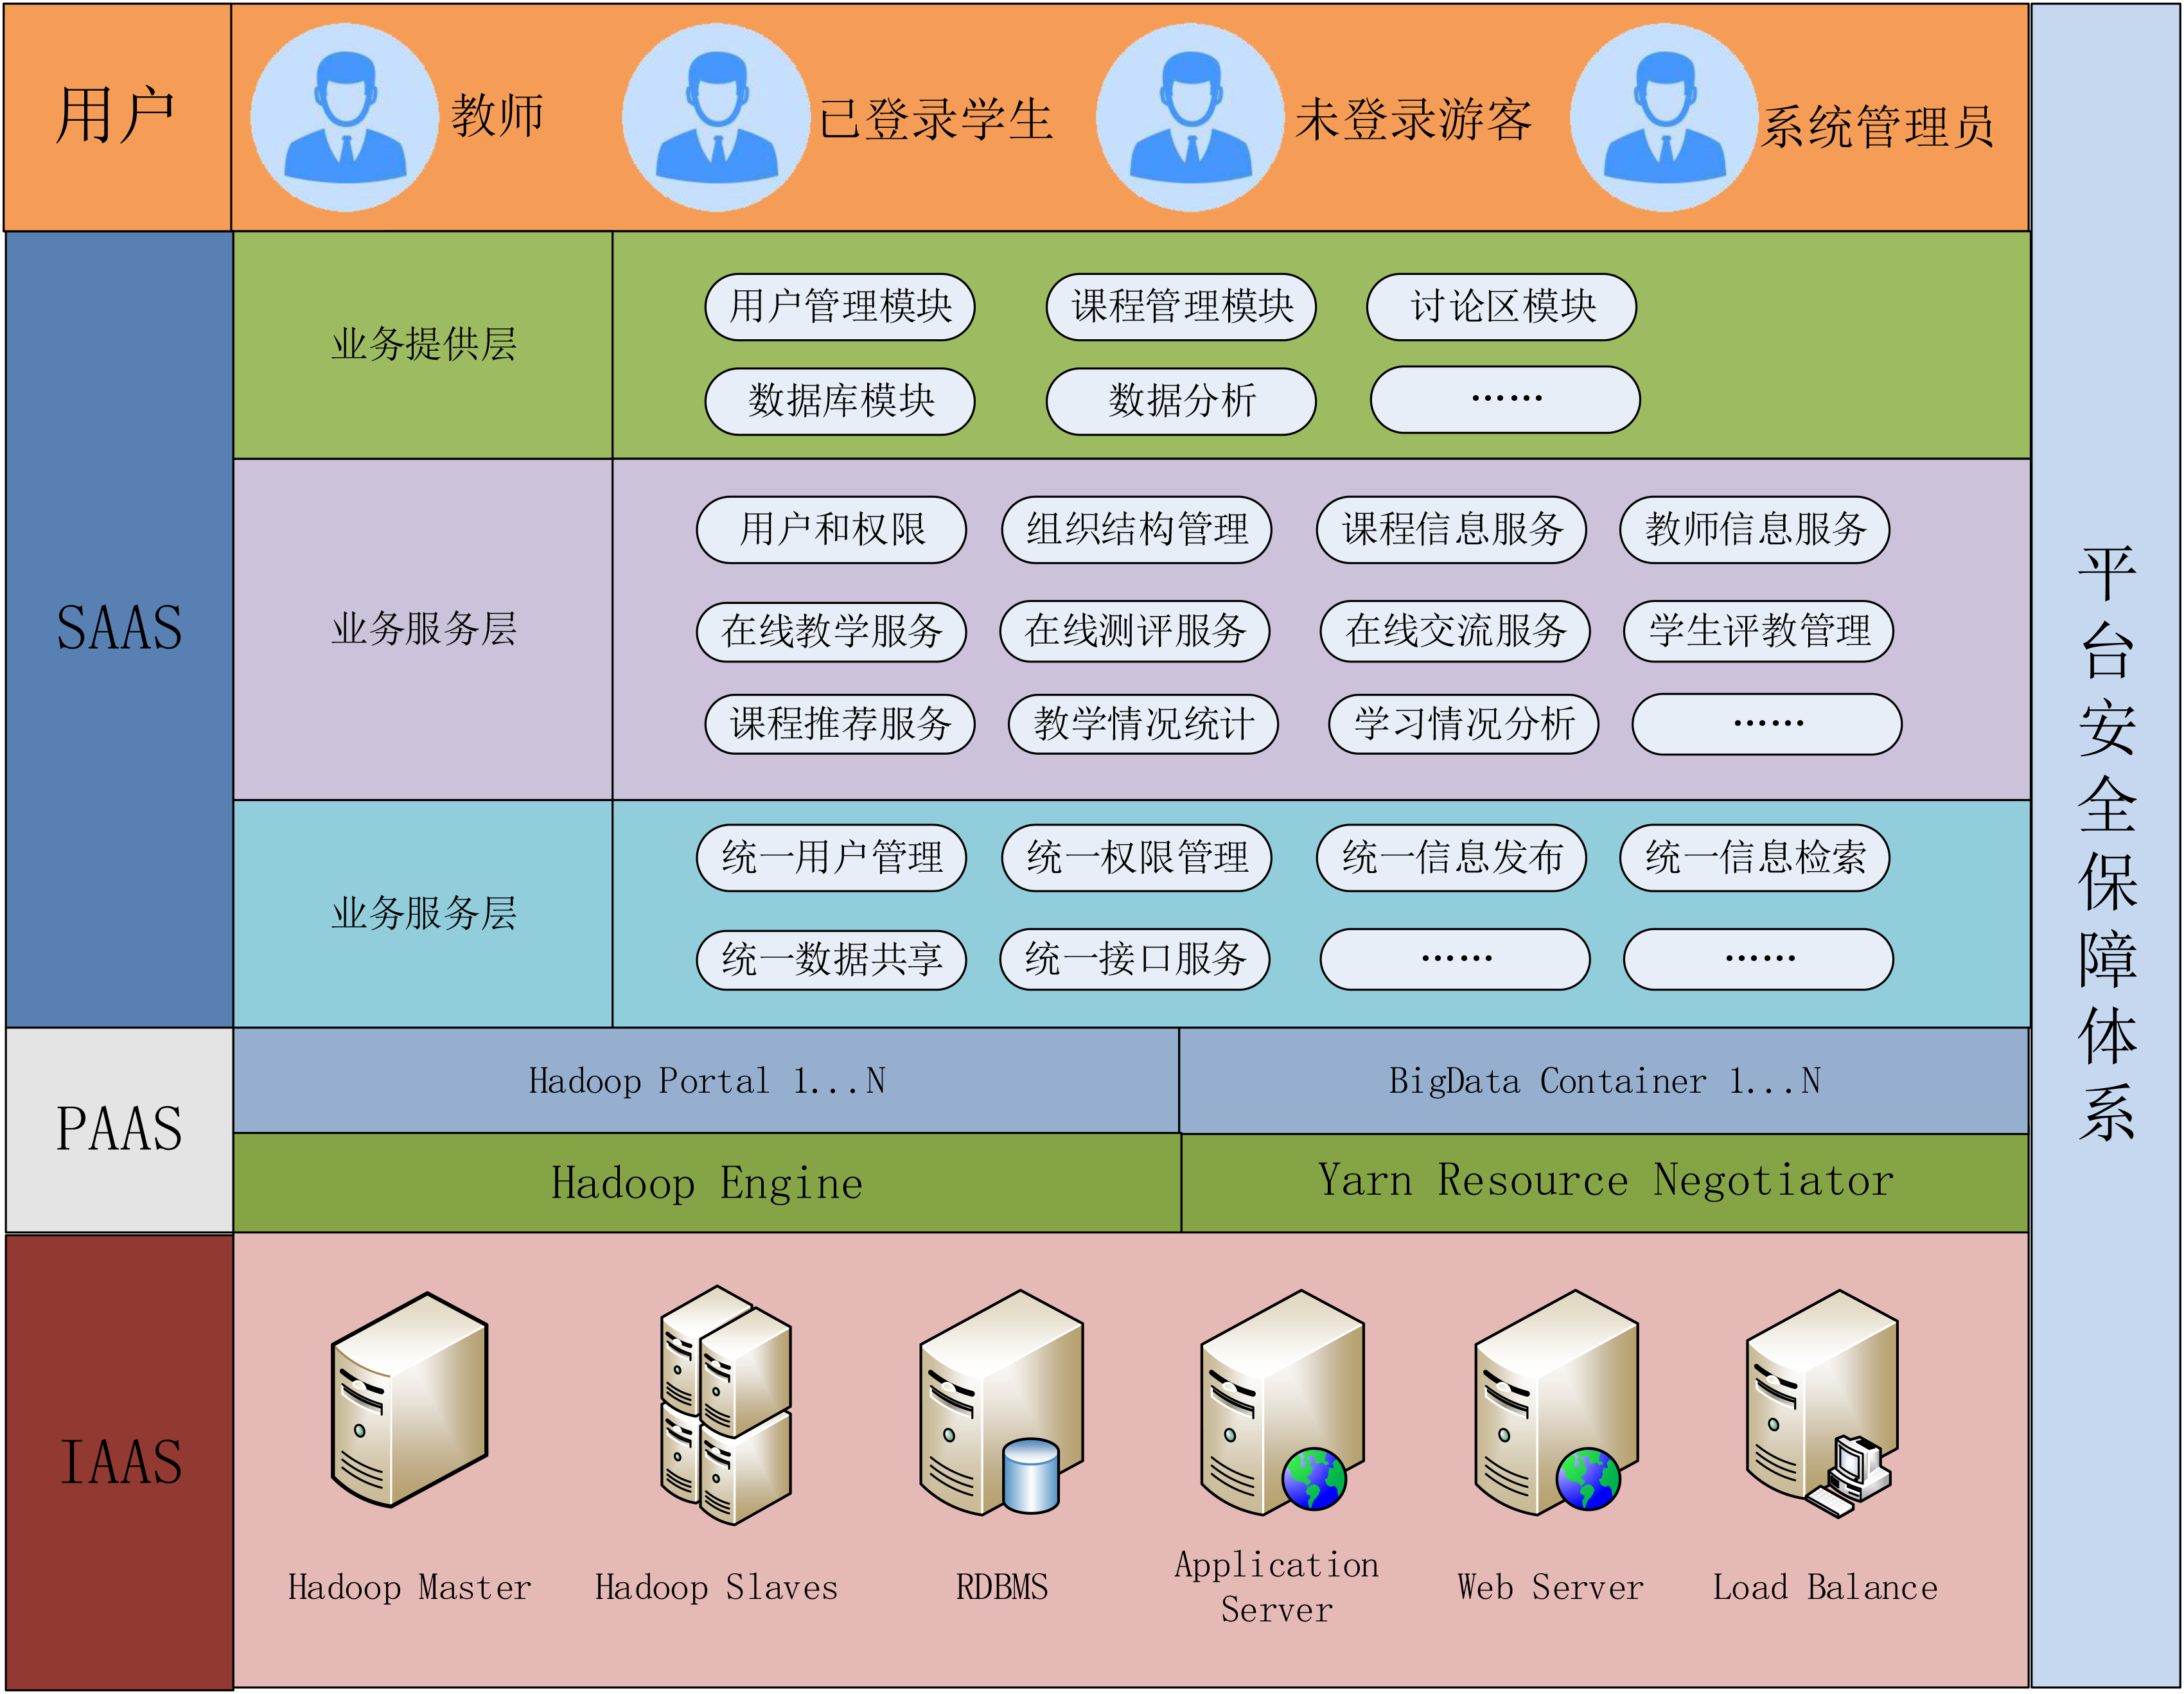 用户
教师
已登录学生
未登录游客
系统管理员
SAAS
业务提供层
用户管理模块
课程管理模块
讨论区模块
数据库模块
数据分析
……
业务服务层
用户和权限
组织结构管理
课程信息服务
教师信息服务
在线教学服务
在线测评服务
在线交流服务
学生评教管理
课程推荐服务
教学情况统计
学习情况分析
……
业务服务层
统一用户管理
统一权限管理
统一信息发布
统一信息检索
统一数据共享
统一接口服务
……
……
PAAS
Hadoop Portal 1...N
BigData Container 1...N
Hadoop Engine
Yarn Resource Negotiator
IAAS
Hadoop Master
Hadoop Slaves
RDBMS
Application
Server
Web Server
Load Balance
平台安全保障体系